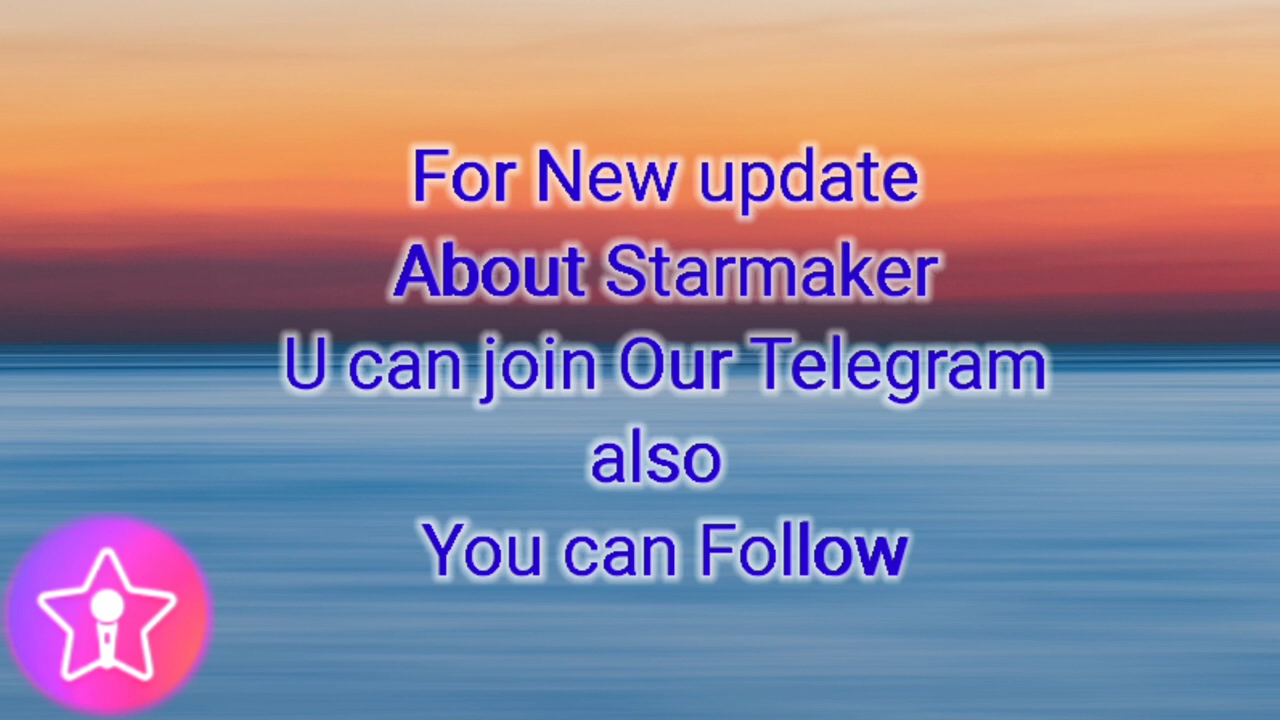 For New update
About Starmaker
U can join Our Telegram
also
You can Follow